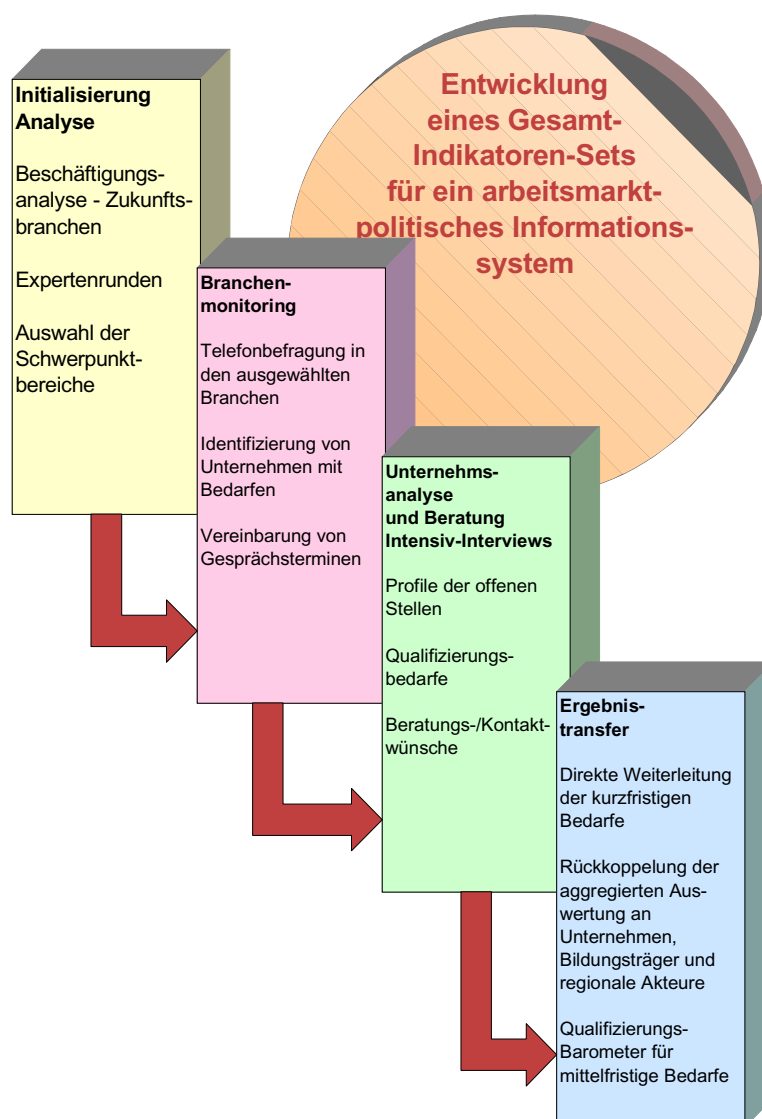 Entwicklung
eines Gesamt-
Indikatoren-Sets
für ein arbeitsmarkt-
politisches Informations-
system
Initialisierung
Analyse
Beschäftigungs-
analyse - Zukunfts-
branchen
Expertenrunden
Auswahl der
Schwerpunkt-
bereiche
Branchen-
monitoring
Telefonbefragung in
den ausgewählten
Branchen
Identifizierung von
Unternehmen mit
Bedarfen
Vereinbarung von
Gesprächsterminen
Unternehms-
analyse
und Beratung
Intensiv-Interviews
Profile der offenen
Stellen
Qualifizierungs-
bedarfe
Beratungs-/Kontakt-
wünsche
Ergebnis-
transfer
Direkte Weiterleitung
der kurzfristigen
Bedarfe
Rückkoppelung der
aggregierten Aus-
wertung an
Unternehmen,
Bildungsträger und
regionale Akteure
Qualifizierungs-
Barometer für
mittelfristige Bedarfe